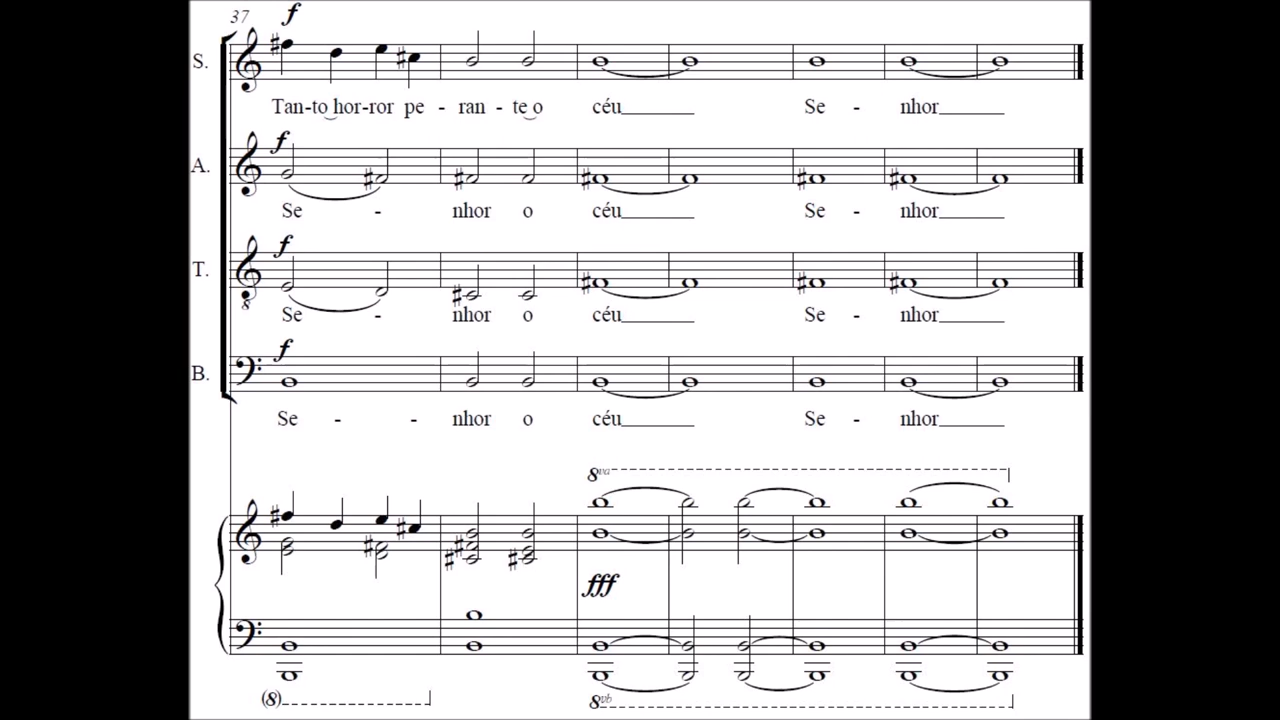 37
f
S.
Tan-to hor-ror pe - ran - te o céu Se - nhor
f
A.
Se - nhor o céu Se - nhor
f
T.
8
Se - nhor o céu Se - nhor
f
B.
Se - - nhor o céu Se - nhor
8va
fff
(8)
8vb